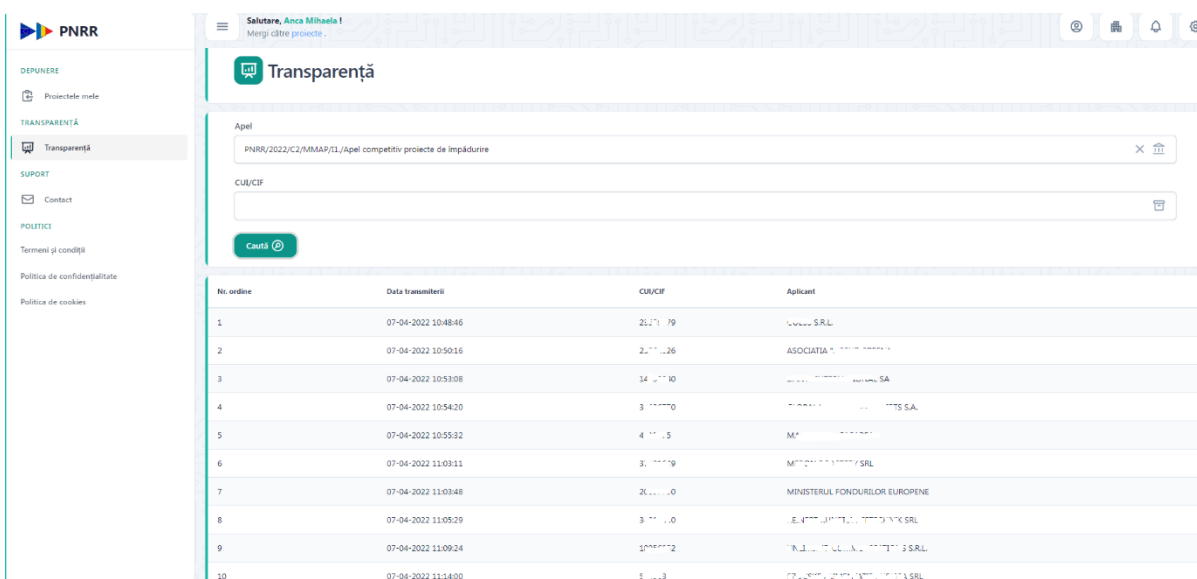 PNRR
Salutare, Anca Mihaela !
Mergi către proiecte .
DEPUNERE
Proiectele mele
TRANSPARENȚĂ
Transparență
SUPORT
Contact
POLITICI
Termeni și condiții
Politica de confidențialitate
Politica de cookies
Transparență
Apel
PNRR/2022/C2/MMAP/I1./Apel competitiv proiecte de împădurire
CUI/CIF
Caută
Nr. ordine Data transmiterii CUI/CIF Aplicant
1 07-04-2022 10:48:46 S.R.L.
2 07-04-2022 10:50:16 ASOCIATIA
3 07-04-2022 10:53:08 SA
4 07-04-2022 10:54:20 S.A.
5 07-04-2022 10:55:32
6 07-04-2022 11:03:11 SRL
7 07-04-2022 11:03:48 MINISTERUL FONDURILOR EUROPENE
8 07-04-2022 11:05:29 SRL
9 07-04-2022 11:09:24 S.R.L.
10 07-04-2022 11:14:00 SRL